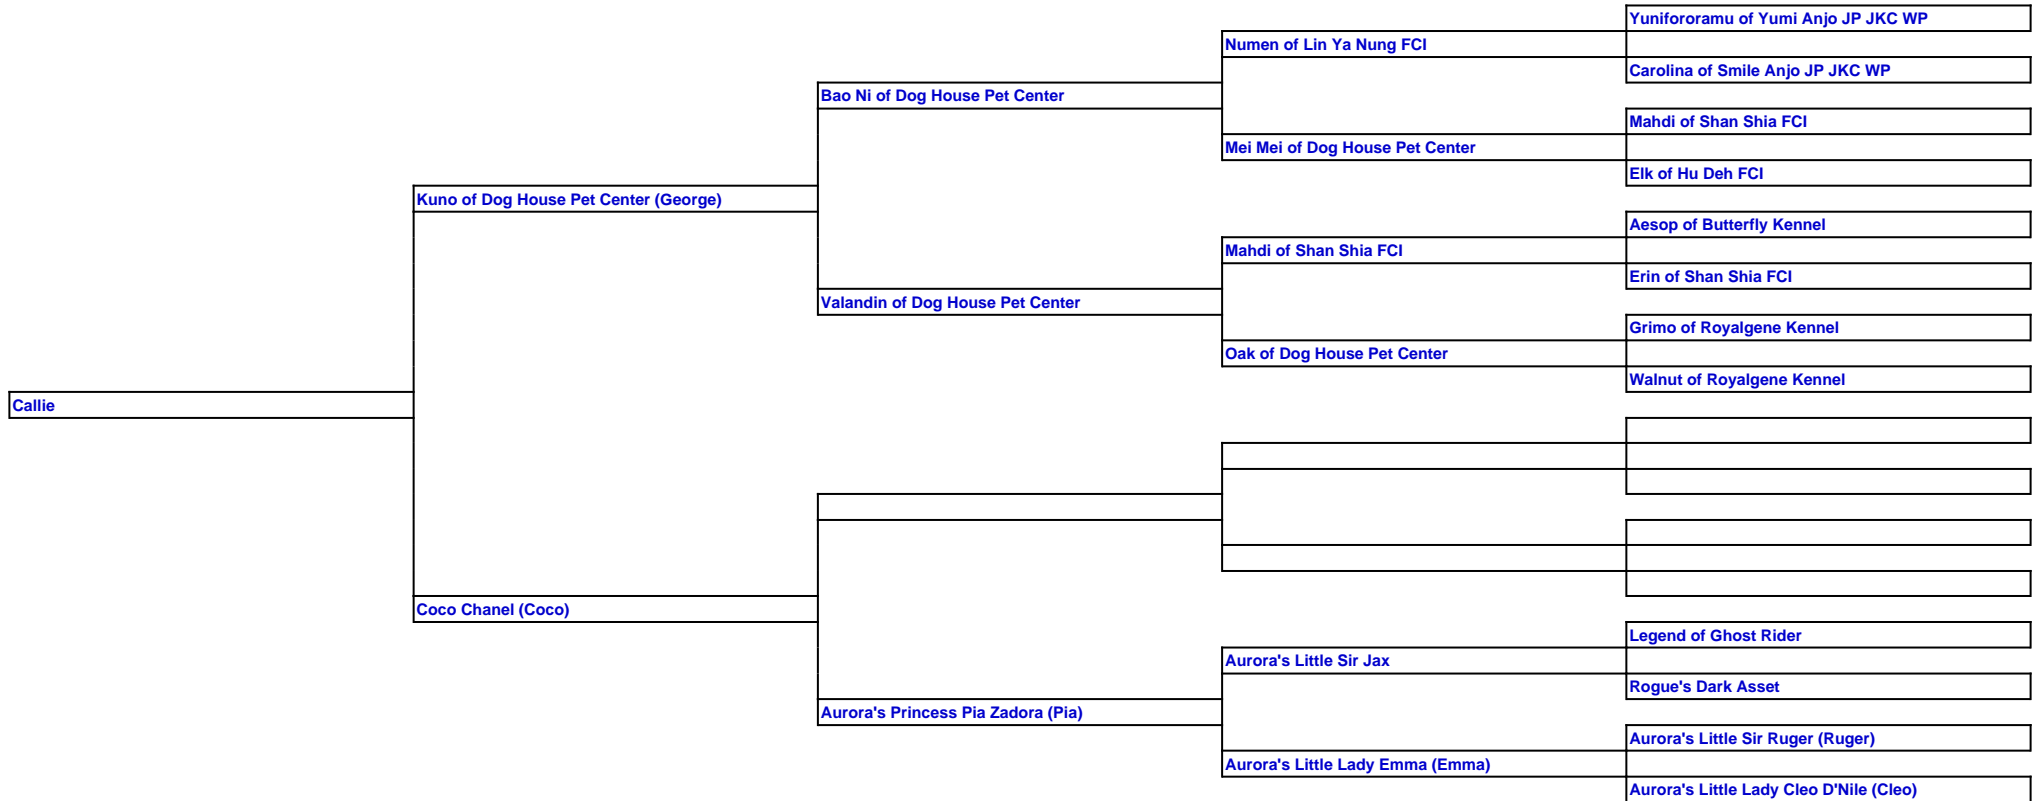 Yunifororamu of Yumi Anjo JP JKC WP
Numen of Lin Ya Nung FCI
Carolina of Smile Anjo JP JKC WP
Bao Ni of Dog House Pet Center
Mahdi of Shan Shia FCI
Mei Mei of Dog House Pet Center
Elk of Hu Deh FCI
Kuno of Dog House Pet Center (George)
Aesop of Butterfly Kennel
Mahdi of Shan Shia FCI
Erin of Shan Shia FCI
Valandin of Dog House Pet Center
Grimo of Royalgene Kennel
Oak of Dog House Pet Center
Walnut of Royalgene Kennel
Callie
Coco Chanel (Coco)
Legend of Ghost Rider
Aurora's Little Sir Jax
Rogue's Dark Asset
Aurora's Princess Pia Zadora (Pia)
Aurora's Little Sir Ruger (Ruger)
Aurora's Little Lady Emma (Emma)
Aurora's Little Lady Cleo D'Nile (Cleo)